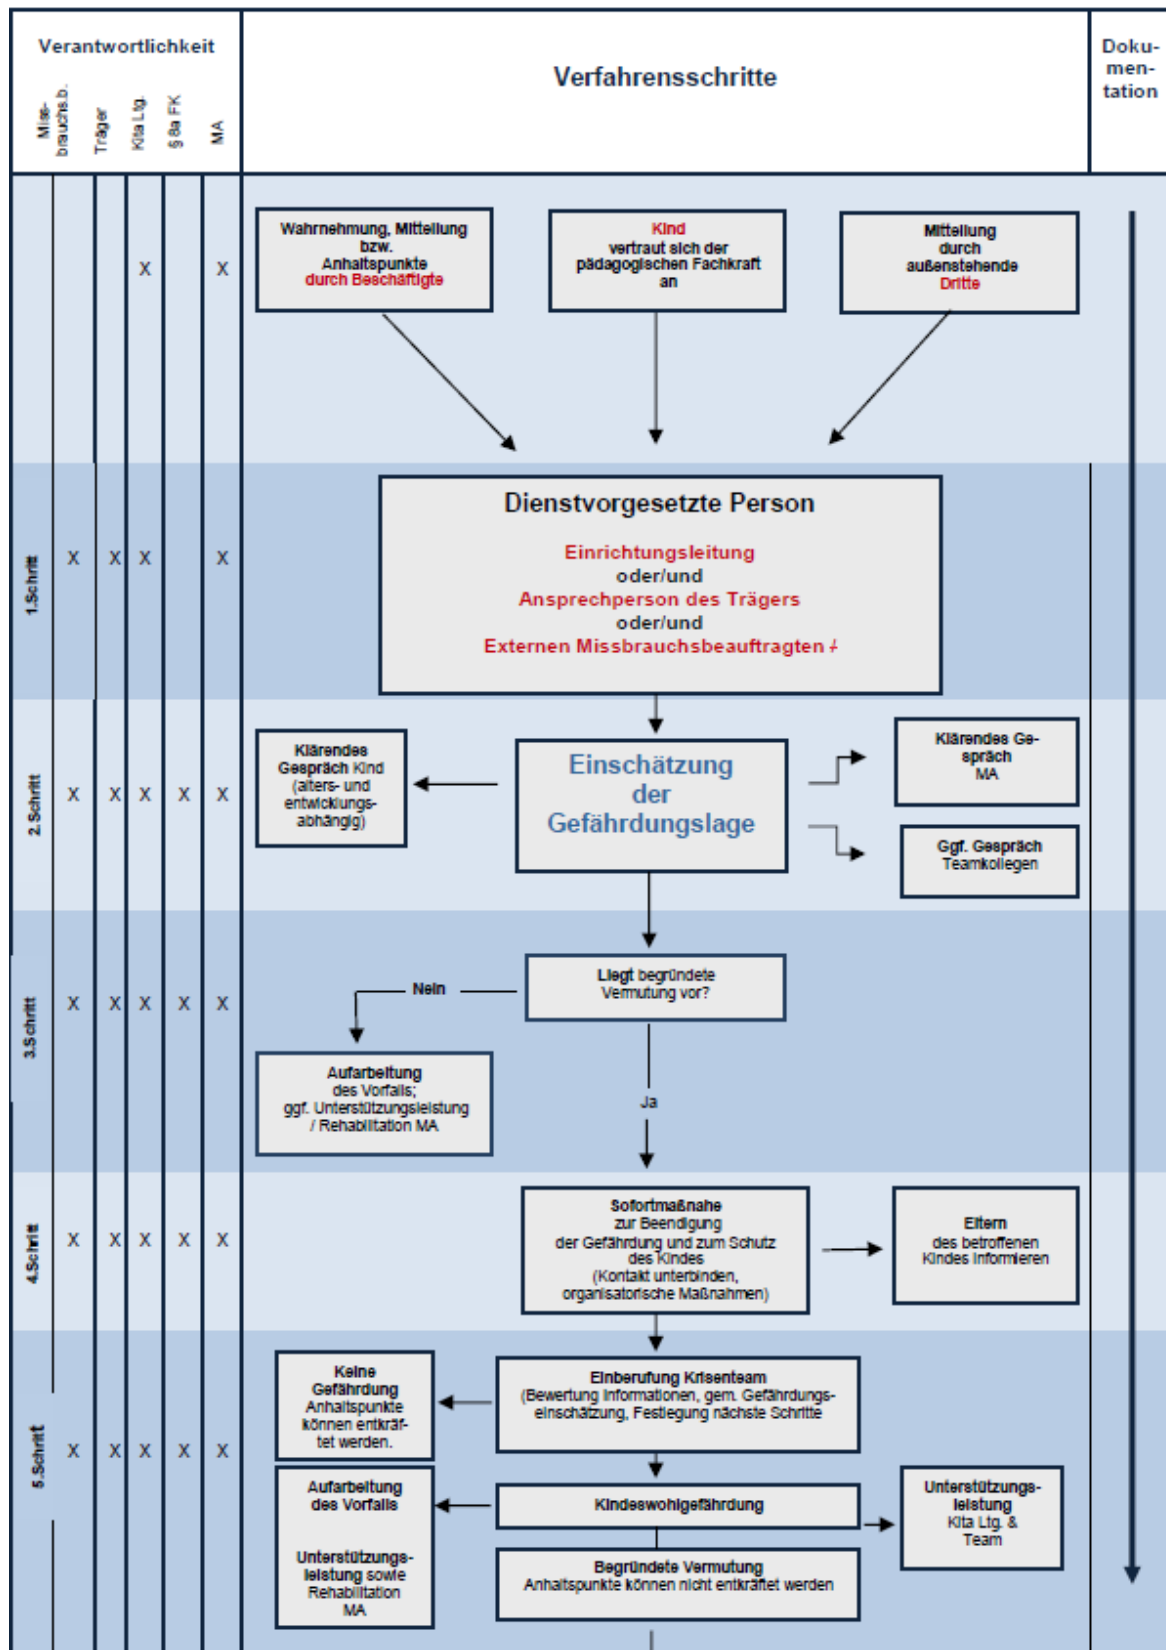 Verantwortlichkeit
Miss-
brauchs.b.
Träger
Kita Ltg.
§ 8a FK
MA
Verfahrensschritte
Doku-
men-
tation
Wahrnehmung, Mitteilung
bzw.
Anhaltspunkte
durch Beschäftigte
Kind
vertraut sich der
pädagogischen Fachkraft
an
Mitteilung
durch
außenstehende
Dritte
X X
1.Schritt
X X X X
Dienstvorgesetzte Person
Einrichtungsleitung
oder/und
Ansprechperson des Trägers
oder/und
Externen Missbrauchsbeauftragten /
2.Schritt
X X X X X
Klärendes
Gespräch Kind
(alters- und
entwicklungs-
abhängig)
Einschätzung
der
Gefährdungslage
Klärendes Ge-
spräch
MA
Ggf. Gespräch
Teamkollegen
3.Schritt
X X X X X
Liegt begründete
Vermutung vor?
Nein
Aufarbeitung
des Vorfalls;
ggf. Unterstützungsleistung
/ Rehabilitation MA
Ja
4.Schritt
X X X X X
Sofortmaßnahe
zur Beendigung
der Gefährdung und zum Schutz
des Kindes
(Kontakt unterbinden,
organisatorische Maßnahmen)
Eltern
des betroffenen
Kindes informieren
5.Schritt
X X X X X
Keine
Gefährdung
Anhaltspunkte
können entkräf-
tet werden.
Einberufung Krisenteam
(Bewertung Informationen, gem. Gefährdungs-
einschätzung, Festlegung nächste Schritte
Aufarbeitung
des Vorfalls
Unterstützungs-
leistung sowie
Rehabilitation
MA
Kindeswohlgefährdung
Unterstützungs-
leistung
Kita Ltg. &
Team
Begründete Vermutung
Anhaltspunkte können nicht entkräftet werden